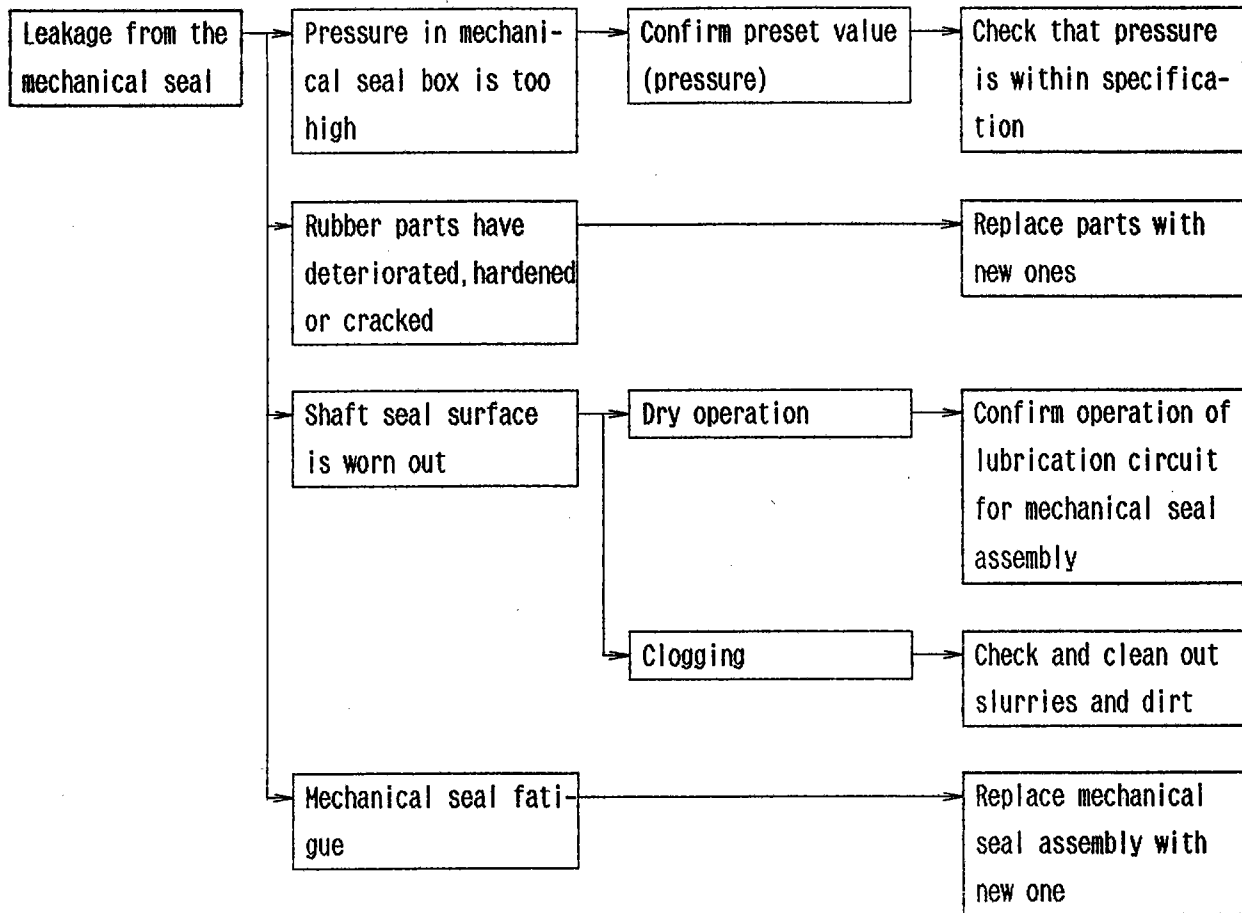 Leakage from the
mechanical seal
Pressure in mechani-
cal seal box is too
high
Confirm preset value
(pressure)
Check that pressure
is within specifica-
tion
Rubber parts have
deteriorated, hardened
or cracked
Replace parts with
new ones
Shaft seal surface
is worn out
Dry operation
Confirm operation of
lubrication circuit
for mechanical seal
assembly
Clogging
Check and clean out
slurries and dirt
Mechanical seal fati-
gue
Replace mechanical
seal assembly with
new one